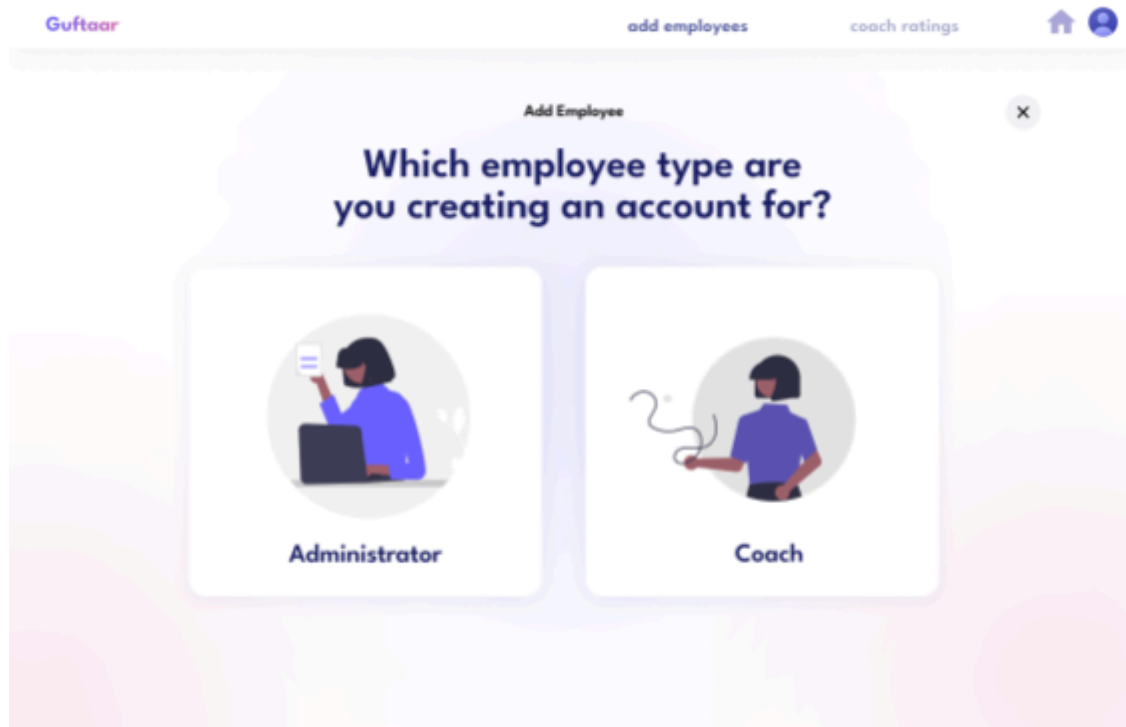 Guftaar
add employees
coach ratings
Add Employee
Which employee type are
you creating an account for?
Administrator
Coach